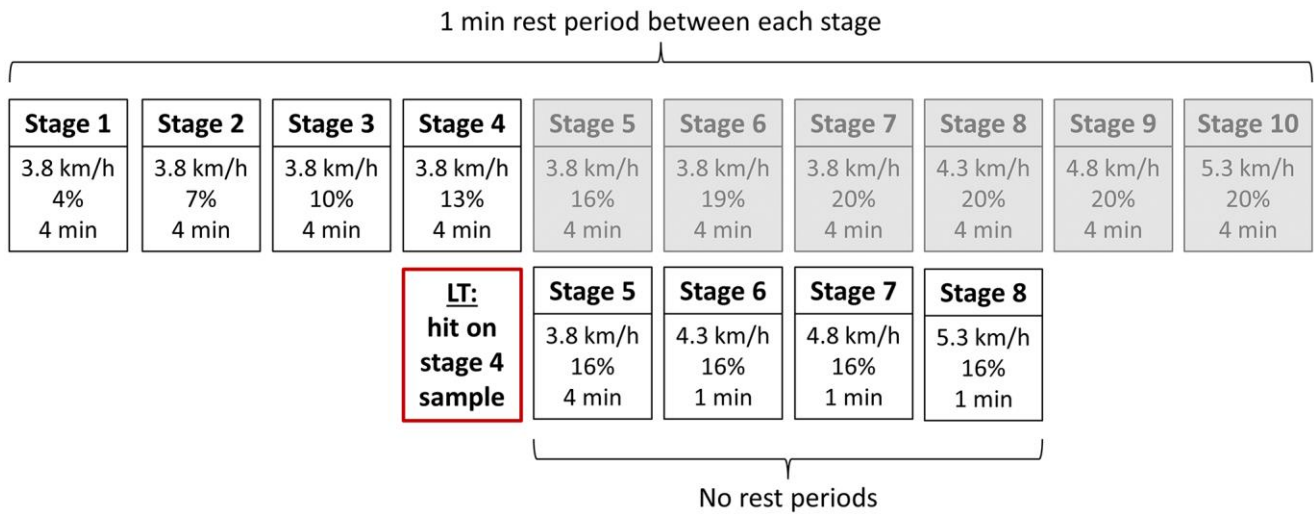 1 min rest period between each stage
Stage 1
3.8 km/h
4%
4 min
Stage 2
3.8 km/h
7%
4 min
Stage 3
3.8 km/h
10%
4 min
Stage 4
3.8 km/h
13%
4 min
Stage 5
3.8 km/h
16%
4 min
Stage 6
3.8 km/h
19%
4 min
Stage 7
3.8 km/h
20%
4 min
Stage 8
4.3 km/h
20%
4 min
Stage 9
4.8 km/h
20%
4 min
Stage 10
5.3 km/h
20%
4 min
LT:
hit on
stage 4
sample
Stage 5
3.8 km/h
16%
4 min
Stage 6
4.3 km/h
16%
1 min
Stage 7
4.8 km/h
16%
1 min
Stage 8
5.3 km/h
16%
1 min
No rest periods